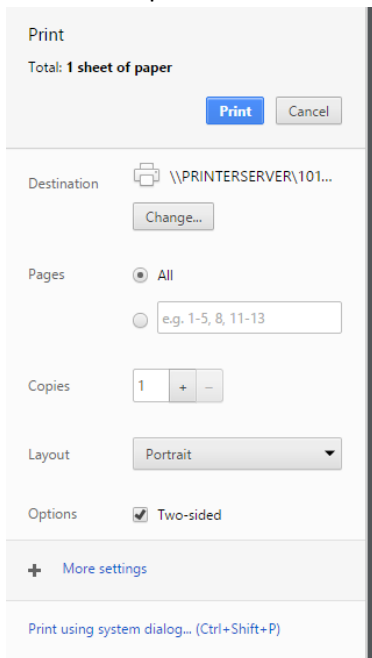 Print
Total: 1 sheet of paper
Print Cancel
Destination \\PRINTERSERVER\101...
Change...
Pages All
e.g. 1-5, 8, 11-13
Copies 1 + -
Layout Portrait
Options Two-sided
+ More settings
Print using system dialog... (Ctrl+Shift+P)